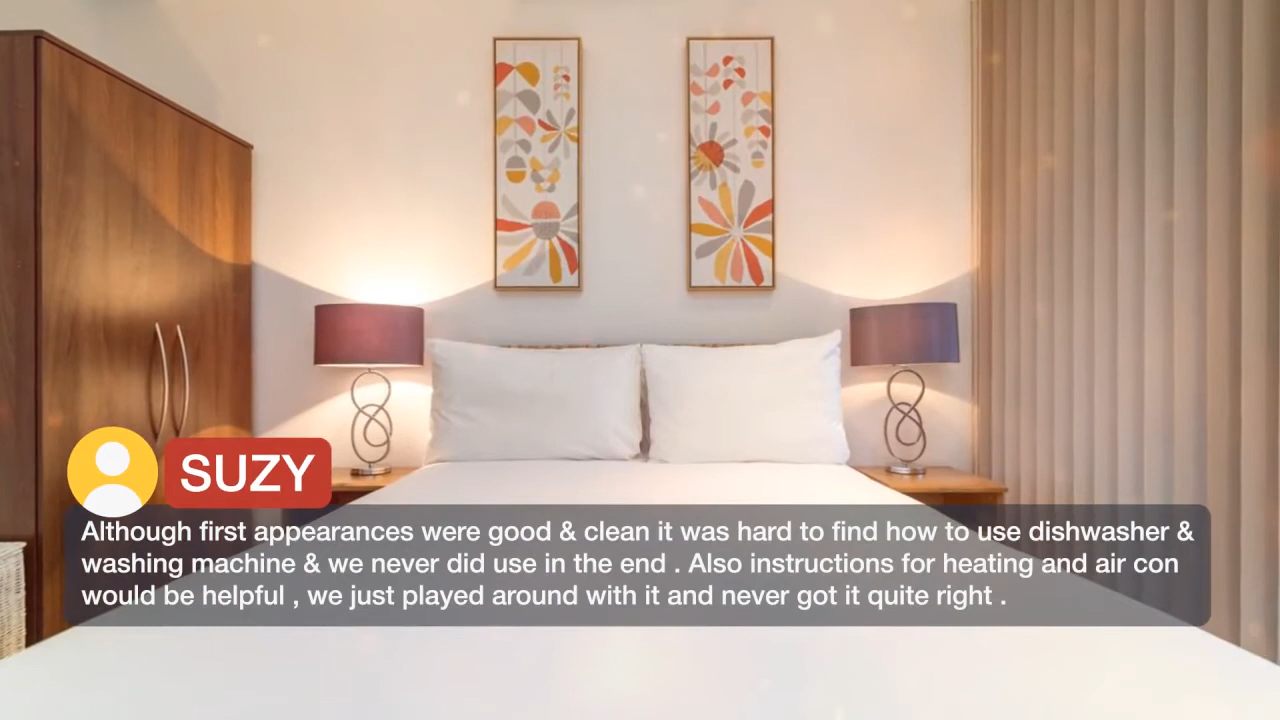 SUZY
Although first appearances were good & clean it was hard to find how to use dishwasher &
washing machine & we never did use in the end . Also instructions for heating and air con
would be helpful , we just played around with it and never got it quite right .